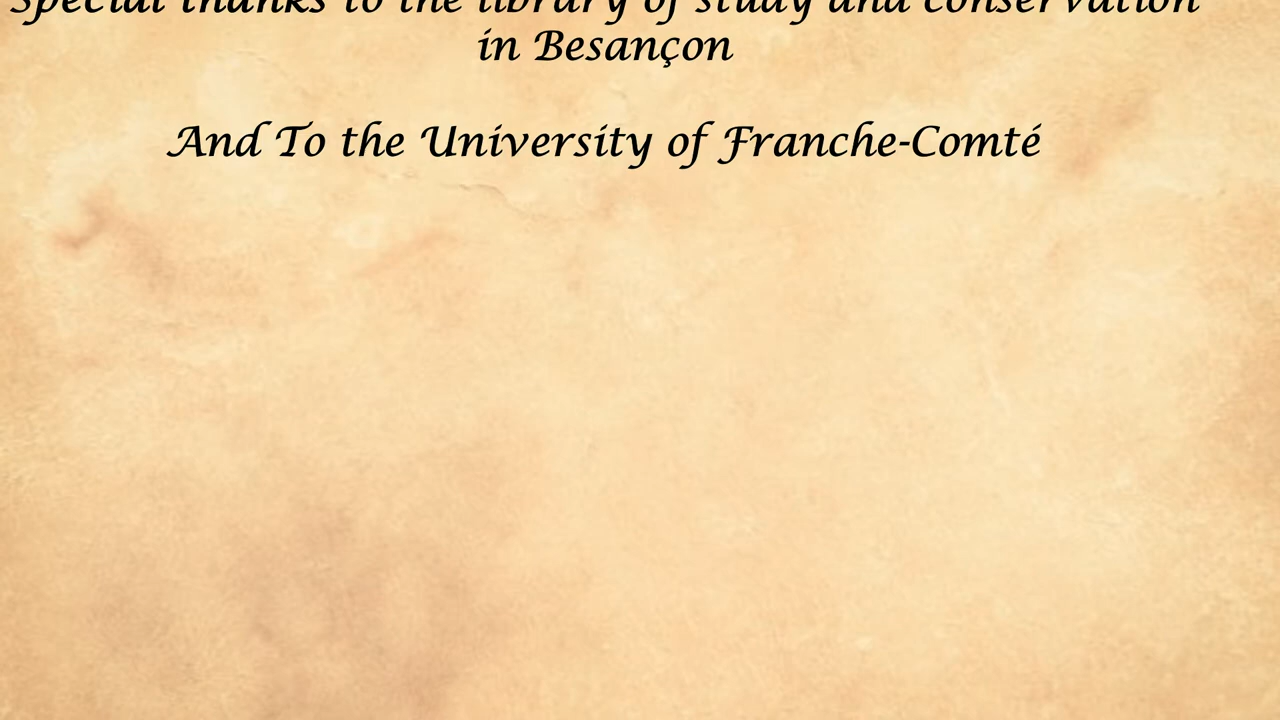 Special thanks to the library of study and conservation
in Besançon
And To the University of Franche-Comté